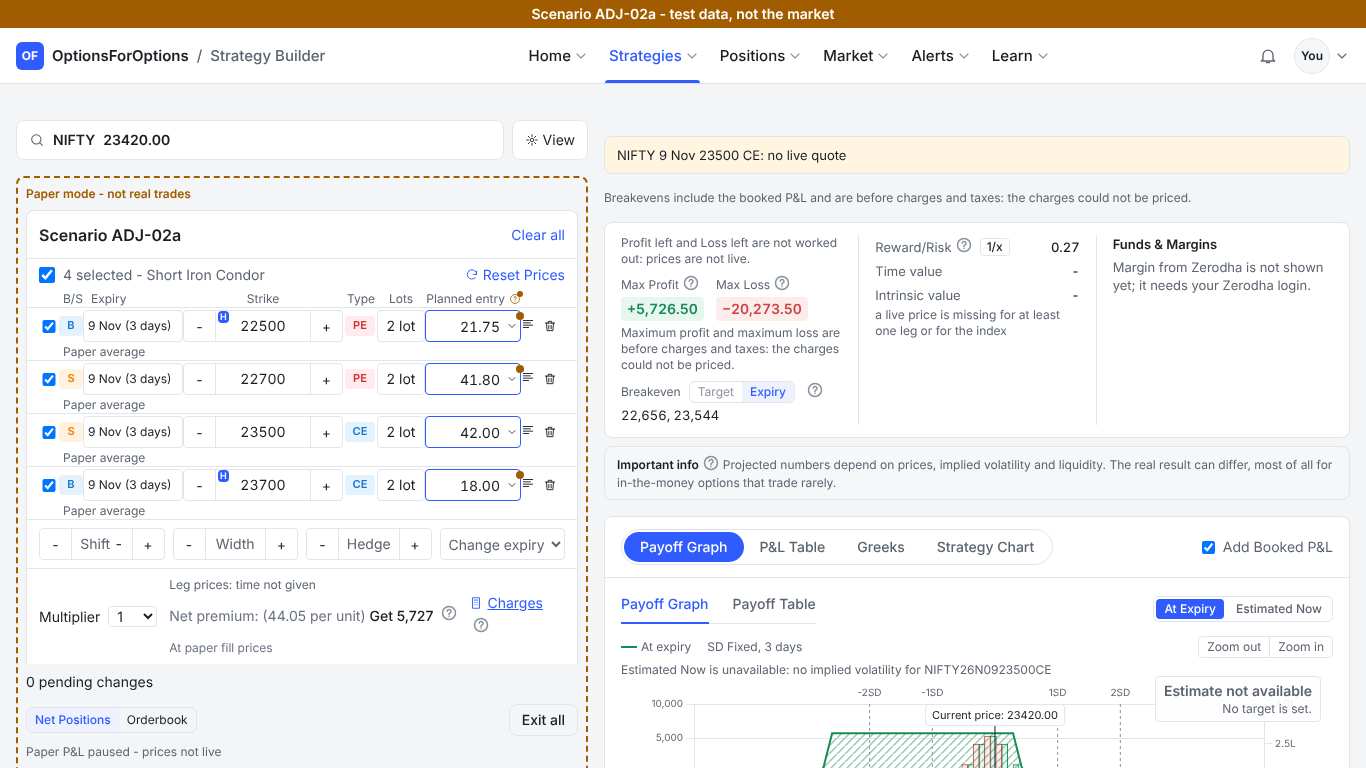 Scenario ADJ-02a - test data, not the market
OF OptionsForOptions / Strategy Builder
Home Strategies Positions Market Alerts Learn
You
NIFTY 23420.00
View
Paper mode - not real trades
Scenario ADJ-02a
Clear all
4 selected - Short Iron Condor
Reset Prices
B/S Expiry Strike Type Lots Planned entry
B 9 Nov (3 days) - H 22500 + PE 2 lot 21.75
Paper average
S 9 Nov (3 days) - 22700 + PE 2 lot 41.80
Paper average
S 9 Nov (3 days) - 23500 + CE 2 lot 42.00
Paper average
B 9 Nov (3 days) - H 23700 + CE 2 lot 18.00
Paper average
- Shift - + - Width + - Hedge + Change expiry
Leg prices: time not given
Multiplier 1 Net premium: (44.05 per unit) Get 5,727 Charges
At paper fill prices
0 pending changes
Net Positions Orderbook
Exit all
Paper P&L paused - prices not live
NIFTY 9 Nov 23500 CE: no live quote
Breakevens include the booked P&L and are before charges and taxes: the charges could not be priced.
Profit left and Loss left are not worked
out: prices are not live.
Max Profit Max Loss
+5,726.50 −20,273.50
Maximum profit and maximum loss are
before charges and taxes: the charges
could not be priced.
Breakeven Target Expiry
22,656, 23,544
Reward/Risk 1/x 0.27
Time value -
Intrinsic value -
a live price is missing for at least
one leg or for the index
Funds & Margins
Margin from Zerodha is not shown
yet; it needs your Zerodha login.
Important info Projected numbers depend on prices, implied volatility and liquidity. The real result can differ, most of all for
in-the-money options that trade rarely.
Payoff Graph P&L Table Greeks Strategy Chart
Add Booked P&L
Payoff Graph Payoff Table
At Expiry Estimated Now
At expiry SD Fixed, 3 days
Zoom out Zoom in
Estimated Now is unavailable: no implied volatility for NIFTY26N0923500CE
-2SD -1SD 1SD 2SD
Estimate not available
No target is set.
10,000
Current price: 23420.00
5,000
2.5L